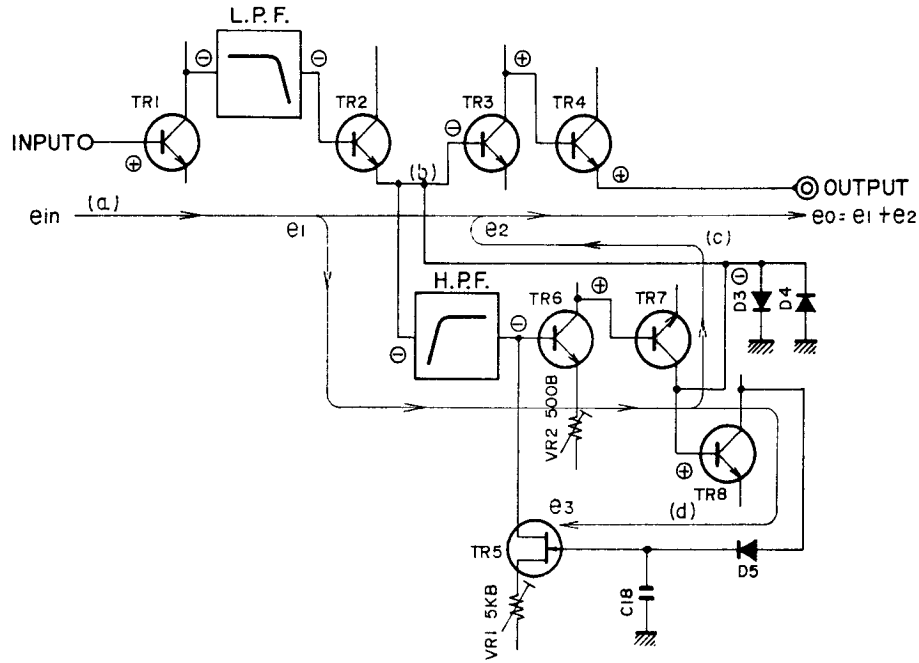 L.P.F.
⊖
⊖
⊕
TR1
TR2
TR3
TR4
INPUT
⊕
⊖
(b)
⊕
OUTPUT
ein
(a)
e1
e2
(c)
eo = e1 + e2
H.P.F.
⊖
⊖
TR6
⊕
TR7
⊖
D3
D4
VR2 500B
⊕
TR8
e3
(d)
TR5
D5
C18
VR1 5KB